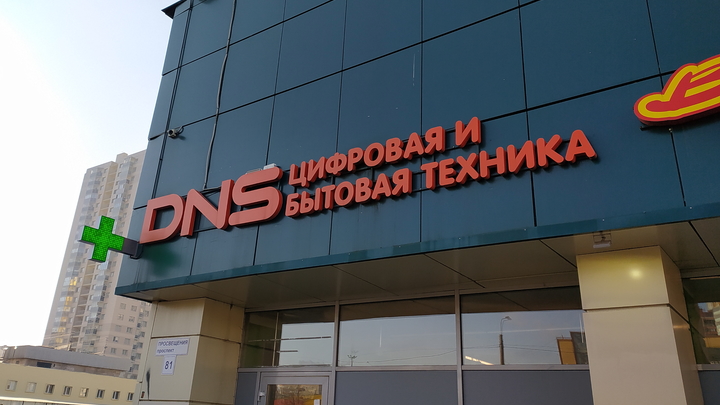 DNS
ЦИФРОВАЯ И
БЫТОВАЯ ТЕХНИКА
ПРОСВЕЩЕНИЯ
проспект
81